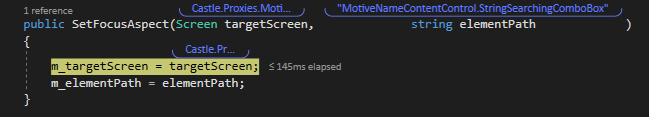 1 reference
Castle.Proxies.Moti...
"MotiveNameContentControl.StringSearchingComboBox"
public SetFocusAspect(Screen targetScreen, string elementPath )
{
Castle.Pr...
m_targetScreen = targetScreen; ≤ 145ms elapsed
m_elementPath = elementPath;
}